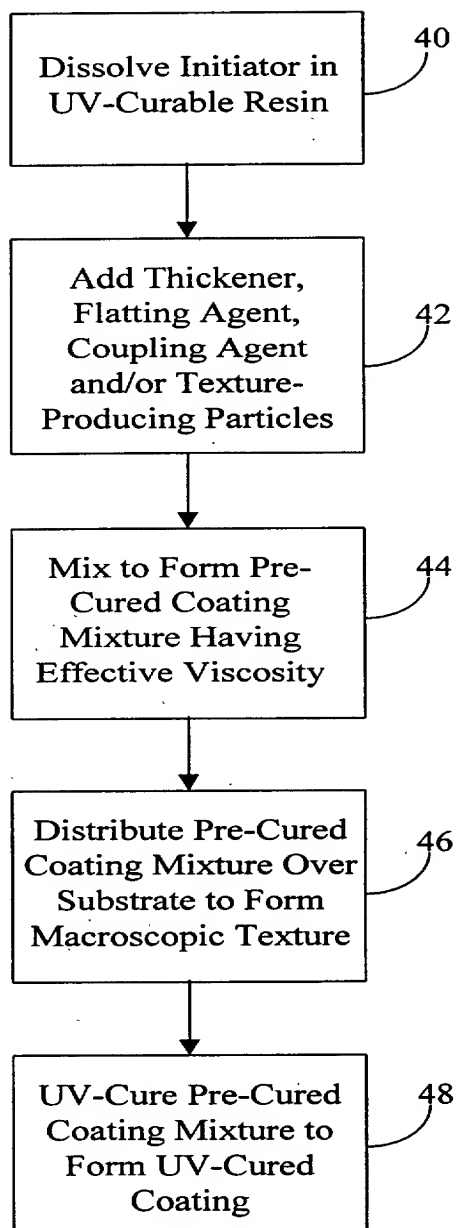 40
Dissolve Initiator in
UV-Curable Resin
42
Add Thickener,
Flatting Agent,
Coupling Agent
and/or Texture-
Producing Particles
44
Mix to Form Pre-
Cured Coating
Mixture Having
Effective Viscosity
46
Distribute Pre-Cured
Coating Mixture Over
Substrate to Form
Macroscopic Texture
48
UV-Cure Pre-Cured
Coating Mixture to
Form UV-Cured
Coating